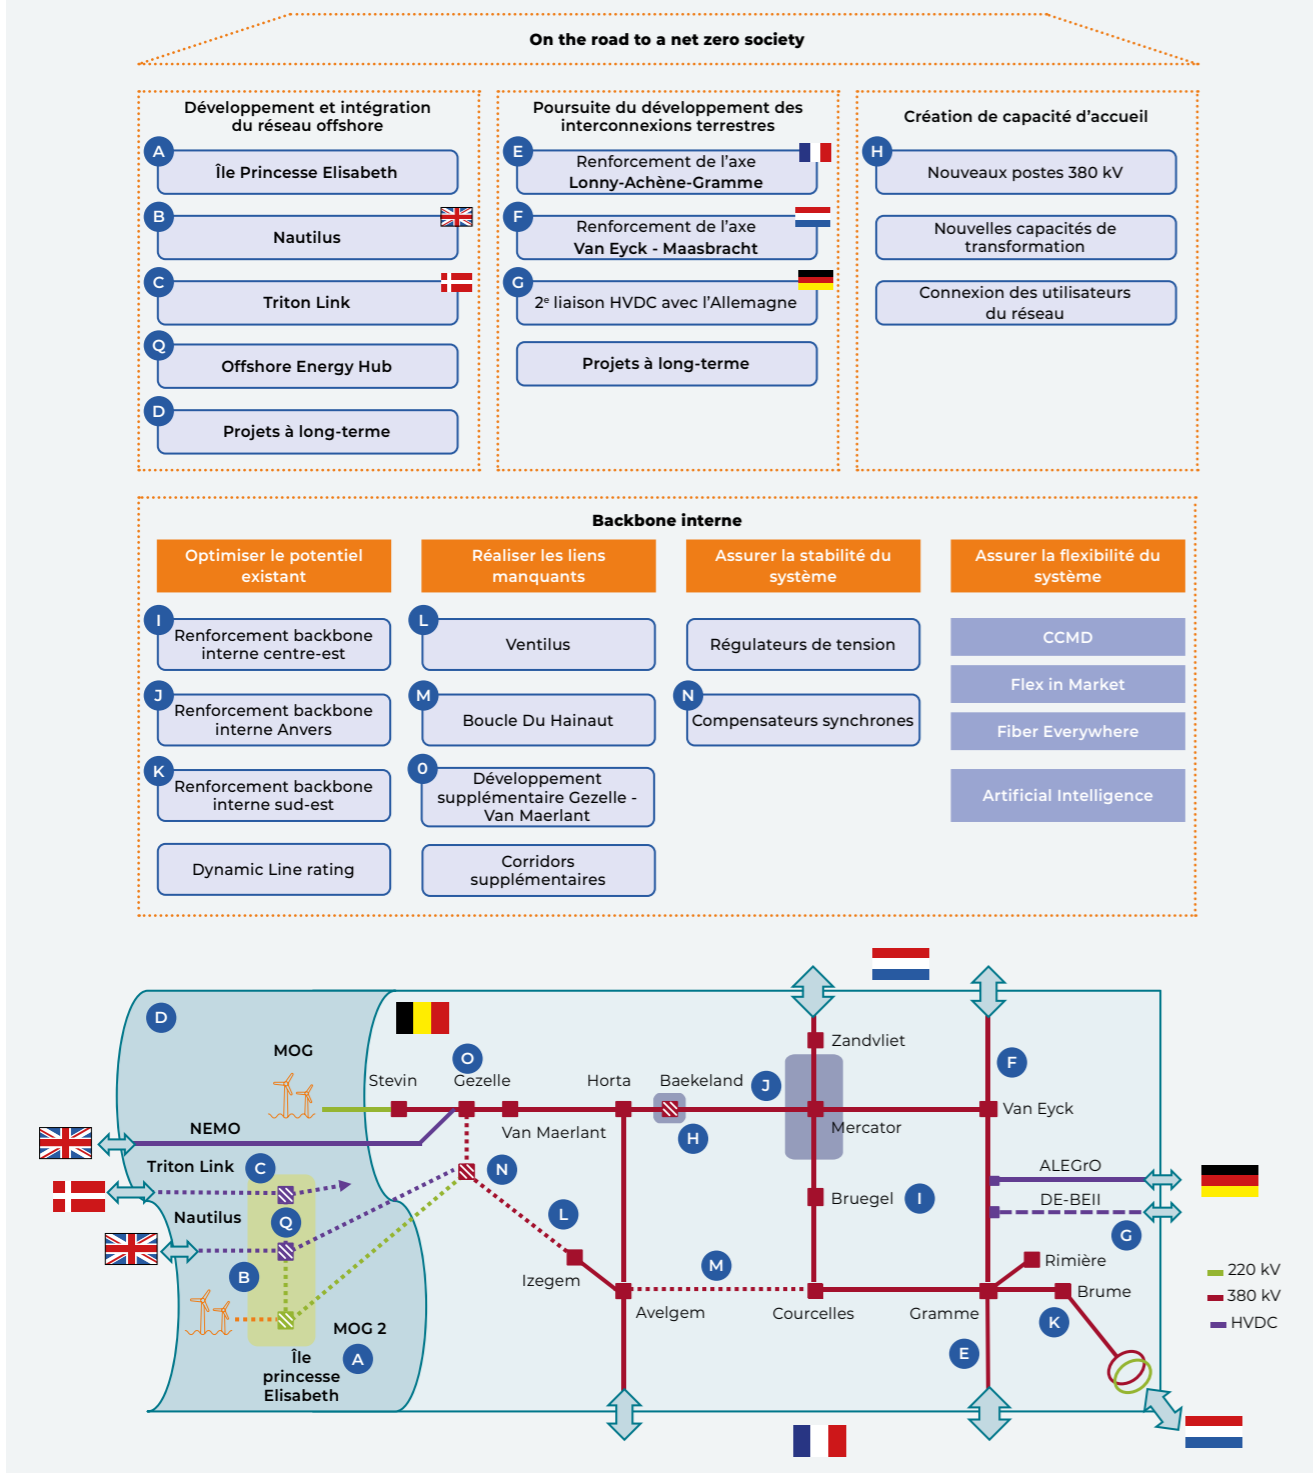 On the road to a net zero society
Développement et intégration
du réseau offshore
A
Île Princesse Elisabeth
B
Nautilus
C
Triton Link
Q
Offshore Energy Hub
D
Projets à long-terme
Poursuite du développement des
interconnexions terrestres
E
Renforcement de l'axe
Lonny-Achène-Gramme
F
Renforcement de l'axe
Van Eyck - Maasbracht
G
2e liaison HVDC avec l'Allemagne
Projets à long-terme
Création de capacité d'accueil
H
Nouveaux postes 380 kV
Nouvelles capacités de
transformation
Connexion des utilisateurs
du réseau
Backbone interne
Optimiser le potentiel
existant
I
Renforcement backbone
interne centre-est
J
Renforcement backbone
interne Anvers
K
Renforcement backbone
interne sud-est
Dynamic Line rating
Réaliser les liens
manquants
L
Ventilus
M
Boucle Du Hainaut
0
Développement
supplémentaire Gezelle -
Van Maerlant
Corridors
supplémentaires
Assurer la stabilité du
système
Régulateurs de tension
N
Compensateurs synchrones
Assurer la flexibilité du
système
CCMD
Flex in Market
Fiber Everywhere
Artificial Intelligence
D
MOG
O
Stevin
Gezelle
Horta
Baekeland
J
Zandvliet
F
Van Maerlant
Mercator
Van Eyck
NEMO
H
Triton Link
C
N
ALEGrO
Nautilus
Q
L
Bruegel
I
DE-BEII
G
B
Izegem
M
Rimière
Avelgem
Courcelles
Gramme
Brume
MOG 2
A
K
E
Île
princesse
Elisabeth
220 kV
380 kV
HVDC